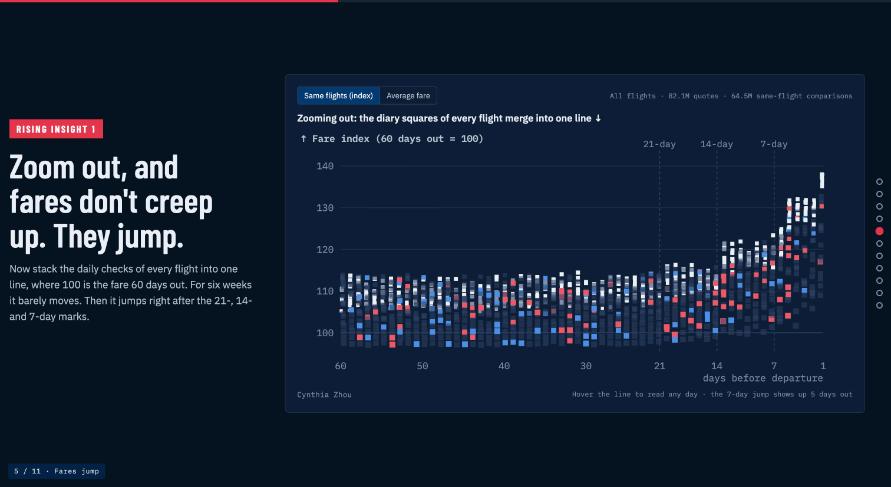 RISING INSIGHT 1
Zoom out, and
fares don't creep
up. They jump.
Now stack the daily checks of every flight into one
line, where 100 is the fare 60 days out. For six weeks
it barely moves. Then it jumps right after the 21-, 14-
and 7-day marks.
Same flights (index) Average fare
All flights · 82.1M quotes · 64.5M same-flight comparisons
Zooming out: the diary squares of every flight merge into one line ↓
↑ Fare index (60 days out = 100)
21-day 14-day 7-day
140
130
120
110
100
60 50 40 30 21 14 7 1
days before departure
Cynthia Zhou
Hover the line to read any day · the 7-day jump shows up 5 days out
5 / 11 · Fares jump